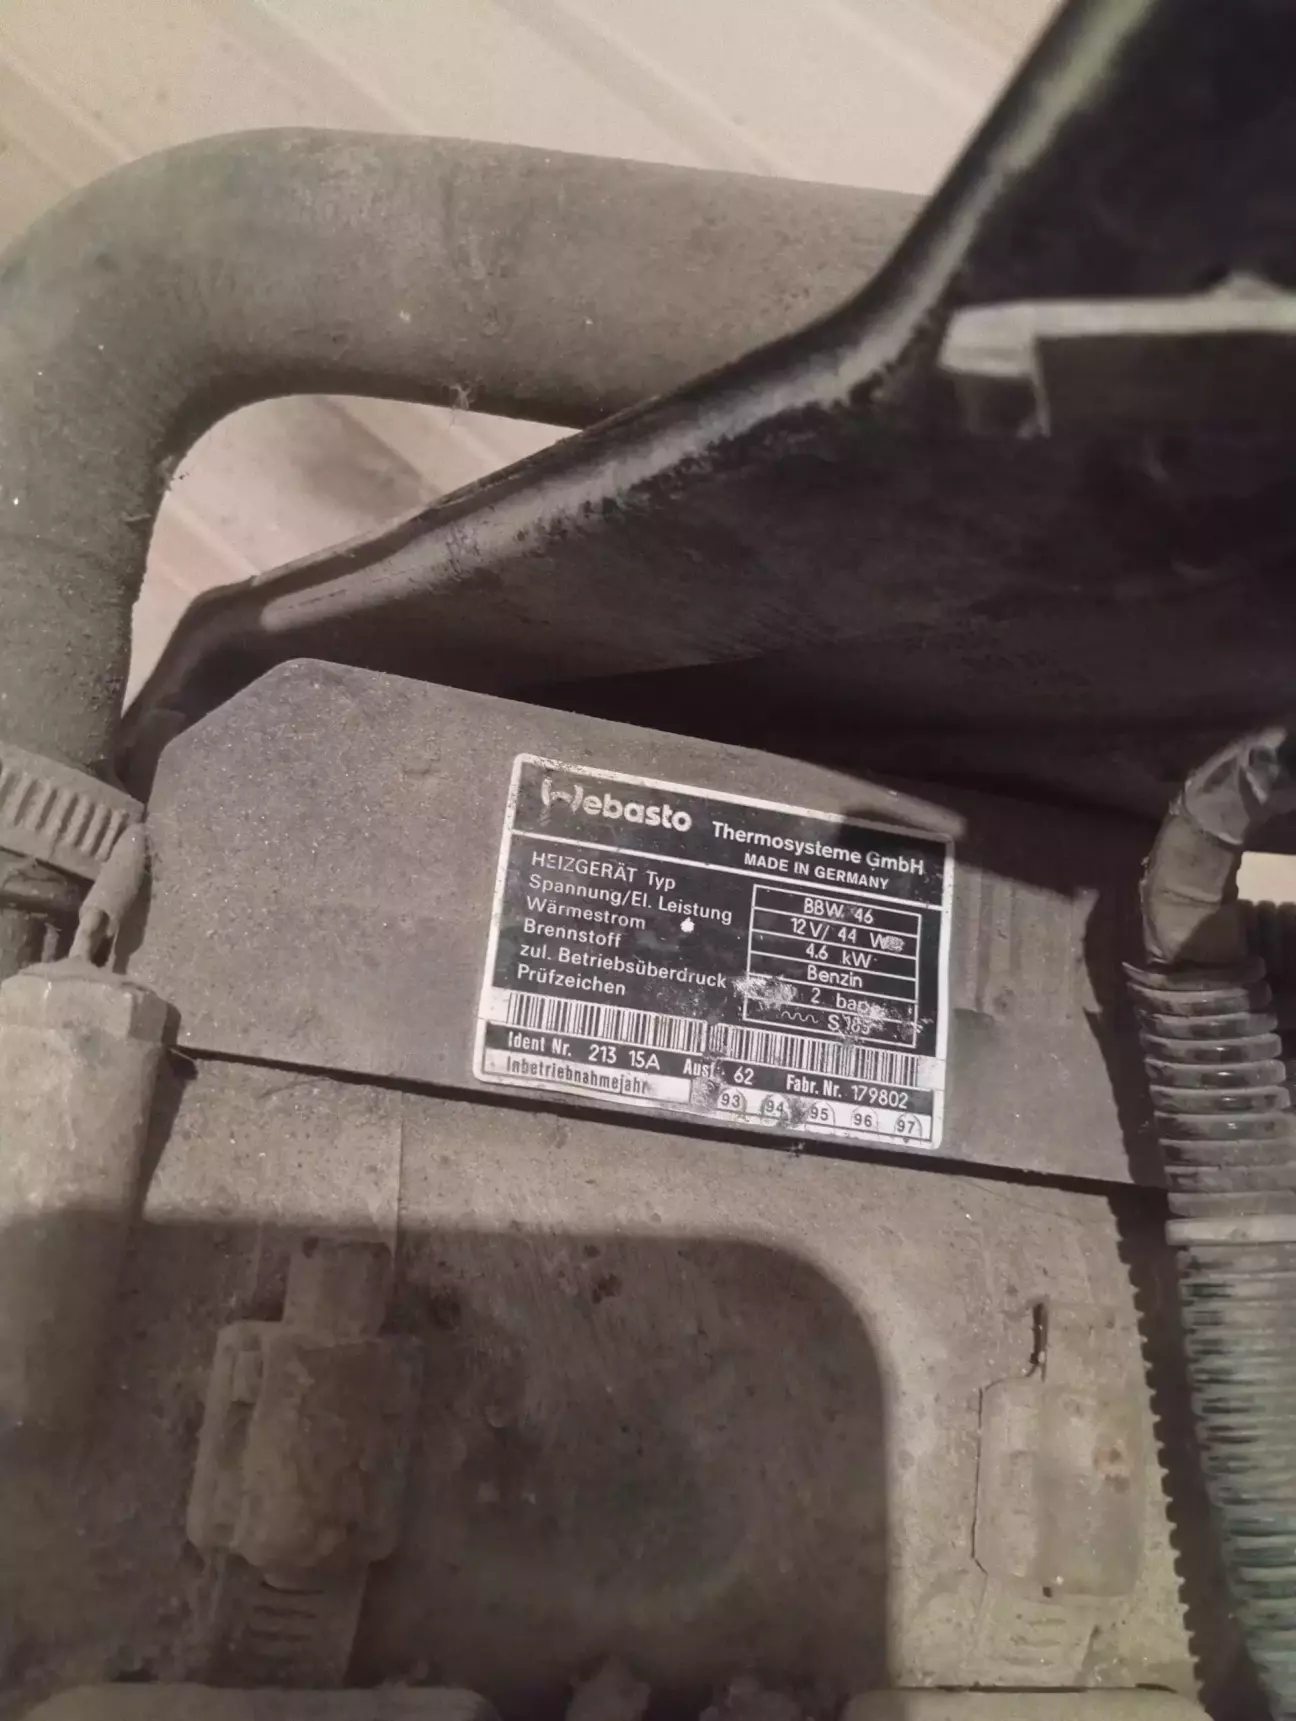 Webasto Thermosysteme GmbH
MADE IN GERMANY
HEIZGERÄT Typ BBW 46
Spannung/El. Leistung 12V/ 44 W
Wärmestrom 4.6 kW
Brennstoff Benzin
zul. Betriebsüberdruck 2 bar
Prüfzeichen S 185
Ident Nr. 213 15A Ausf. 62 Fabr. Nr. 179802
Inbetriebnahmejahr 93 94 95 96 97